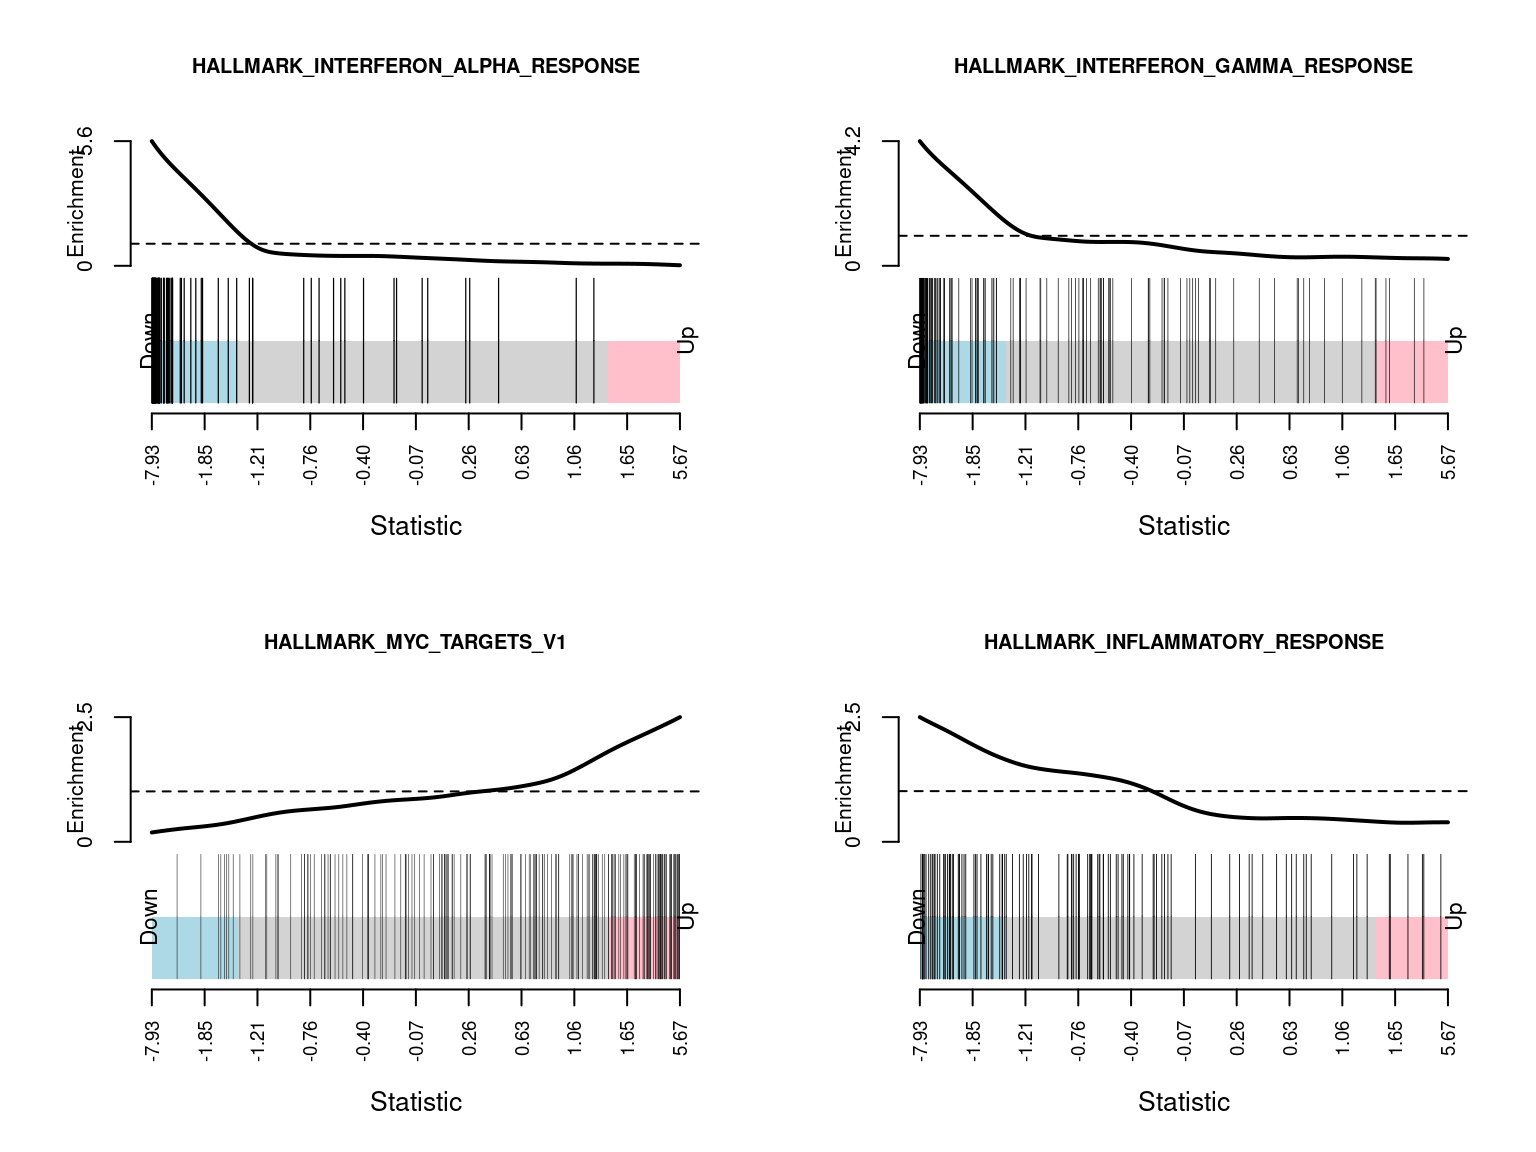 HALLMARK_INTERFERON_ALPHA_RESPONSE
Enrichment
0
5.6
Down
Up
-7.93 -1.85 -1.21 -0.76 -0.40 -0.07 0.26 0.63 1.06 1.65 5.67
Statistic
HALLMARK_INTERFERON_GAMMA_RESPONSE
Enrichment
0
4.2
Down
Up
-7.93 -1.85 -1.21 -0.76 -0.40 -0.07 0.26 0.63 1.06 1.65 5.67
Statistic
HALLMARK_MYC_TARGETS_V1
Enrichment
0
2.5
Down
Up
-7.93 -1.85 -1.21 -0.76 -0.40 -0.07 0.26 0.63 1.06 1.65 5.67
Statistic
HALLMARK_INFLAMMATORY_RESPONSE
Enrichment
0
2.5
Down
Up
-7.93 -1.85 -1.21 -0.76 -0.40 -0.07 0.26 0.63 1.06 1.65 5.67
Statistic